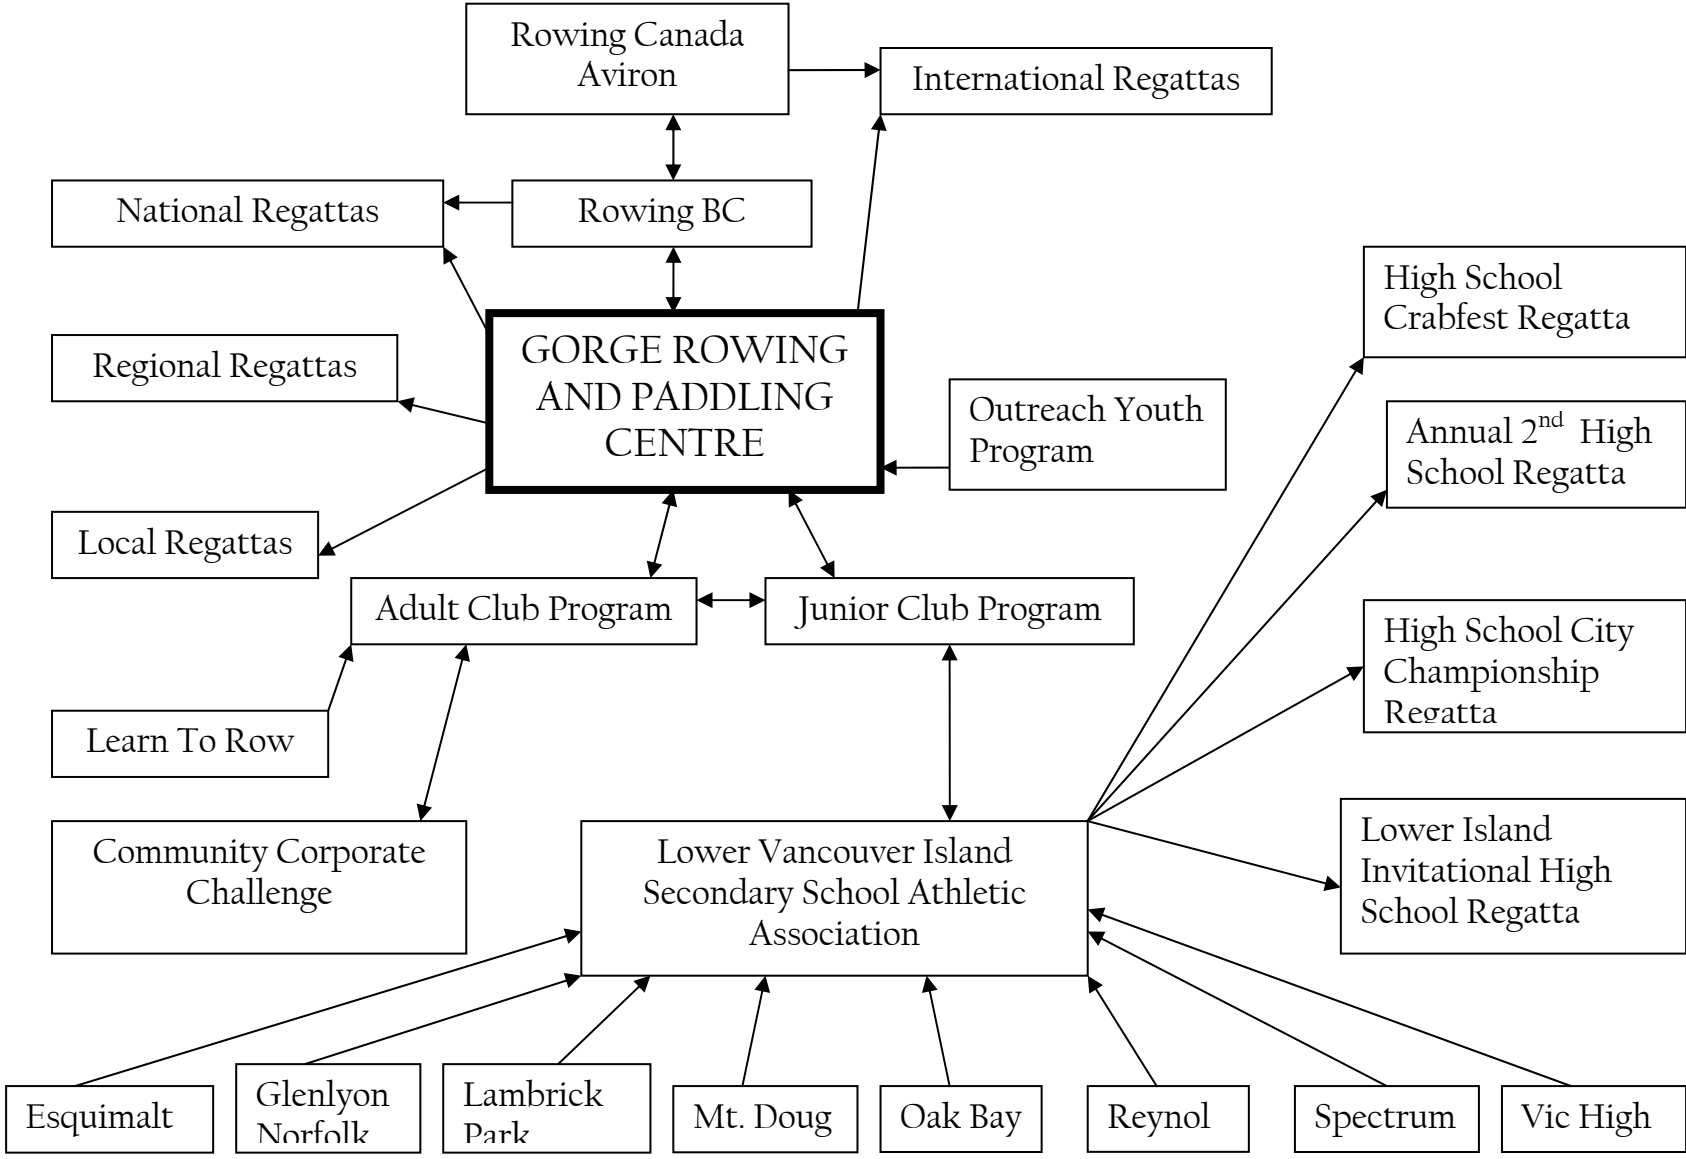 Rowing Canada
Aviron
International Regattas
National Regattas
Rowing BC
High School
Crabfest Regatta
GORGE ROWING
AND PADDLING
CENTRE
Regional Regattas
Outreach Youth
Program
Annual 2nd High
School Regatta
Local Regattas
Adult Club Program
Junior Club Program
High School City
Championship
Regatta
Learn To Row
Community Corporate
Challenge
Lower Vancouver Island
Secondary School Athletic
Association
Lower Island
Invitational High
School Regatta
Esquimalt
Glenlyon
Norfolk
Lambrick
Park
Mt. Doug
Oak Bay
Reynol
Spectrum
Vic High